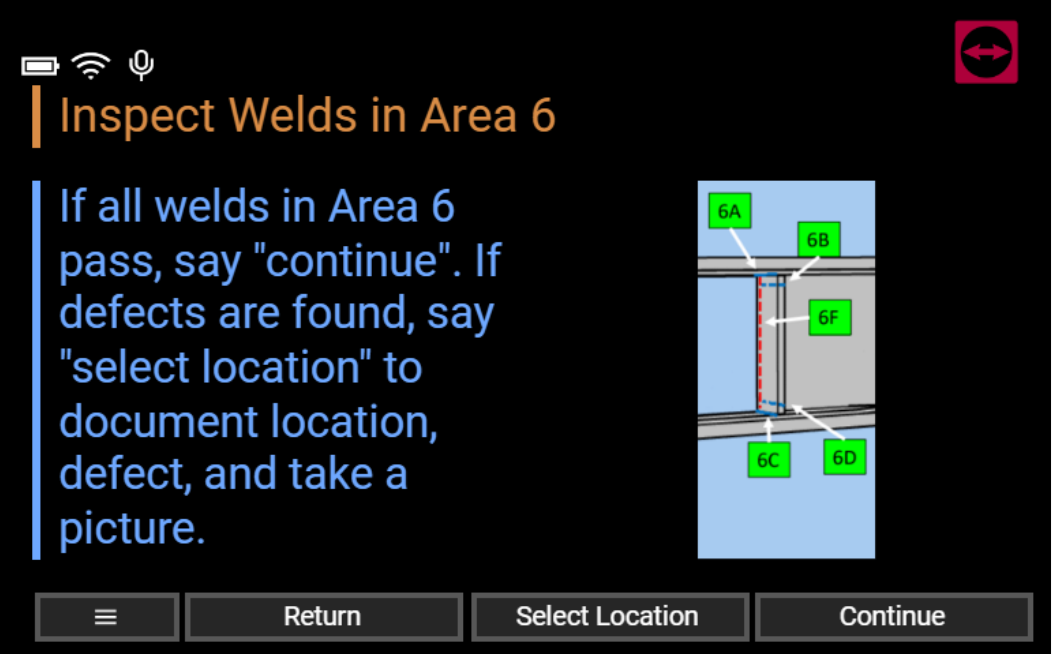 Inspect Welds in Area 6
If all welds in Area 6
pass, say "continue". If
defects are found, say
"select location" to
document location,
defect, and take a
picture.
6A
6B
6F
6C
6D
Return
Select Location
Continue